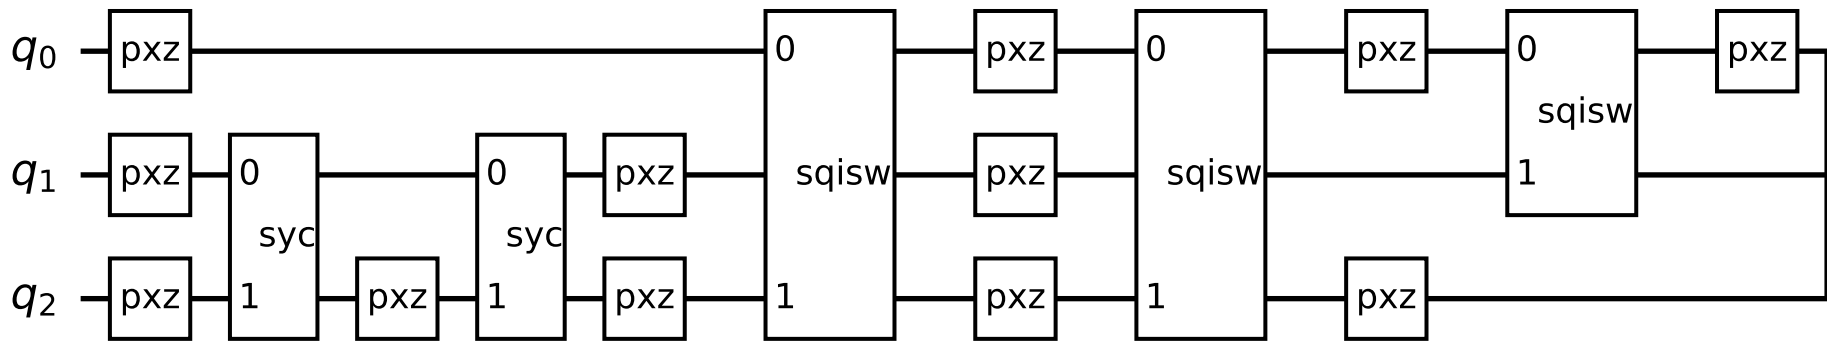 q0 pxz 0 pxz 0 pxz 0 pxz
sqisw
q1 pxz 0 0 pxz sqisw pxz sqisw 1
syc syc
q2 pxz 1 pxz 1 pxz 1 pxz 1 pxz